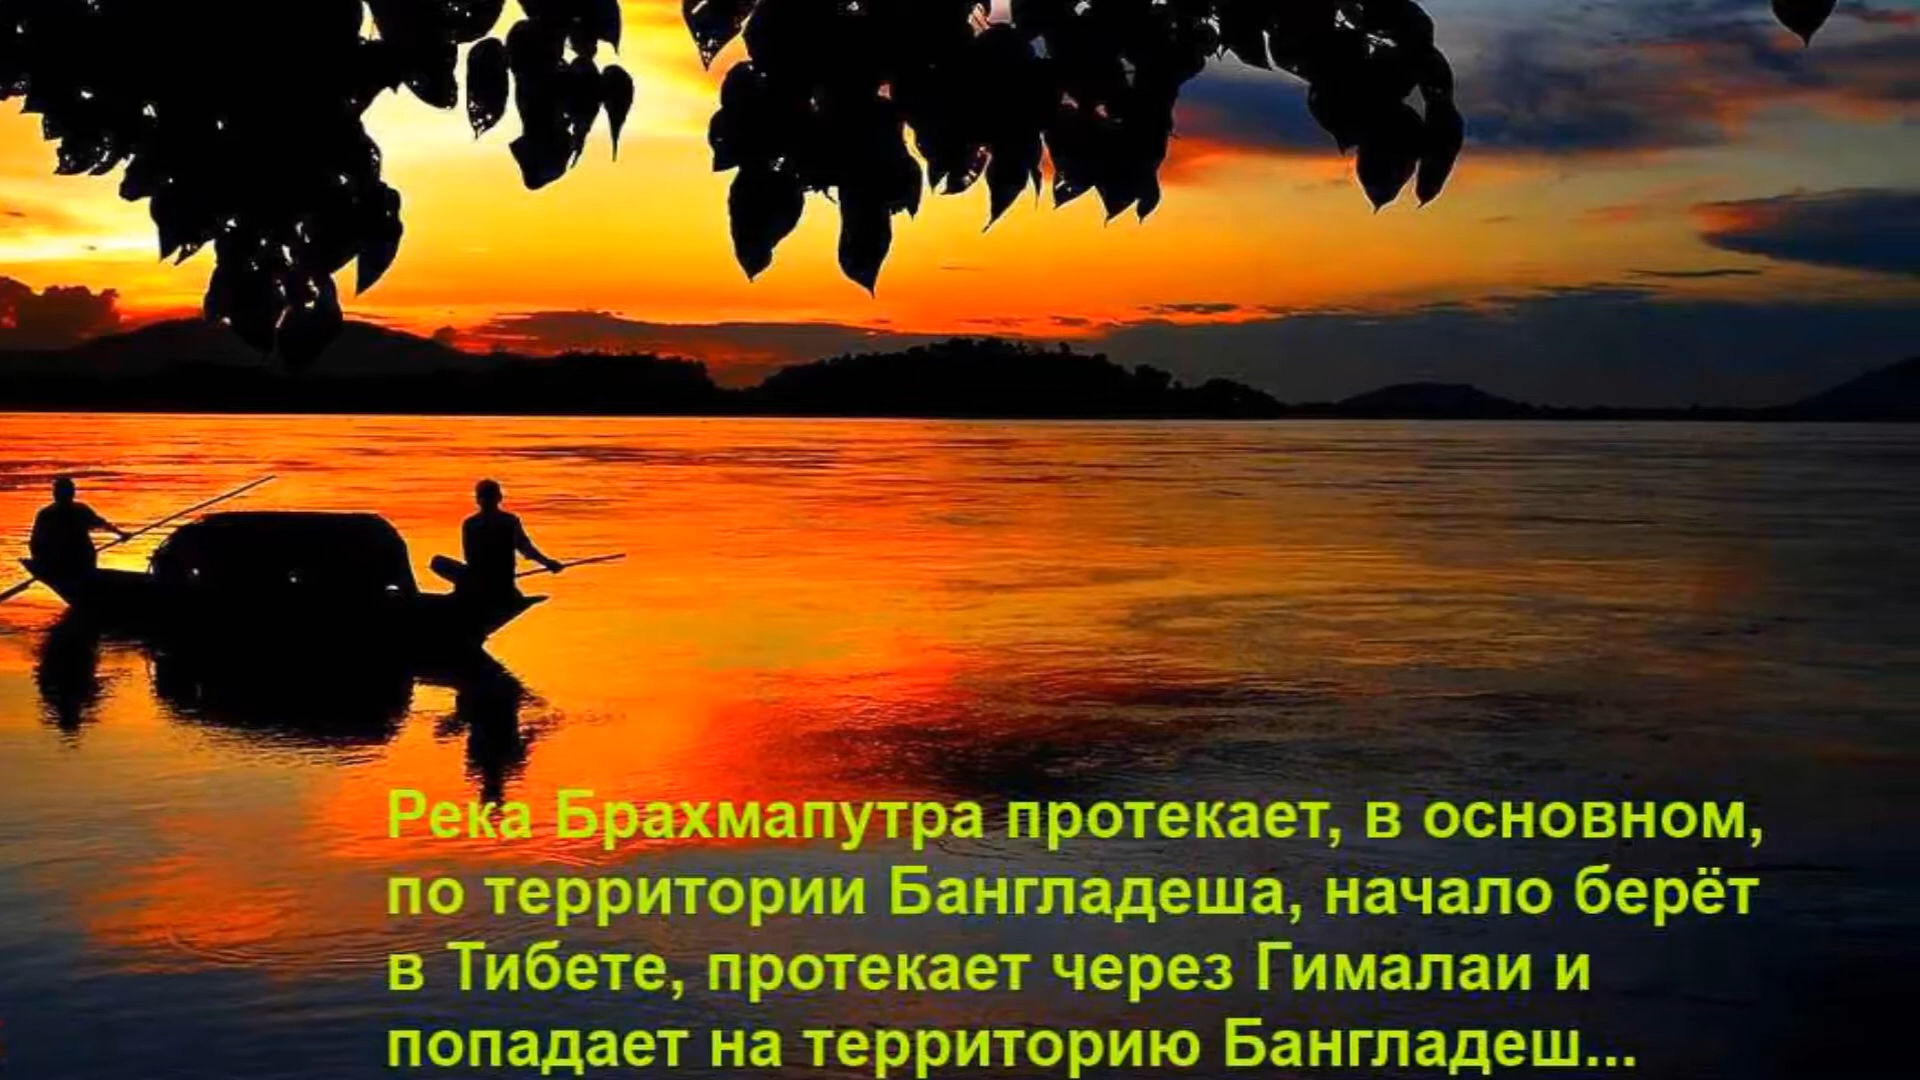 Река Брахмапутра протекает, в основном,
по территории Бангладеша, начало берёт
в Тибете, протекает через Гималаи и
попадает на территорию Бангладеш...